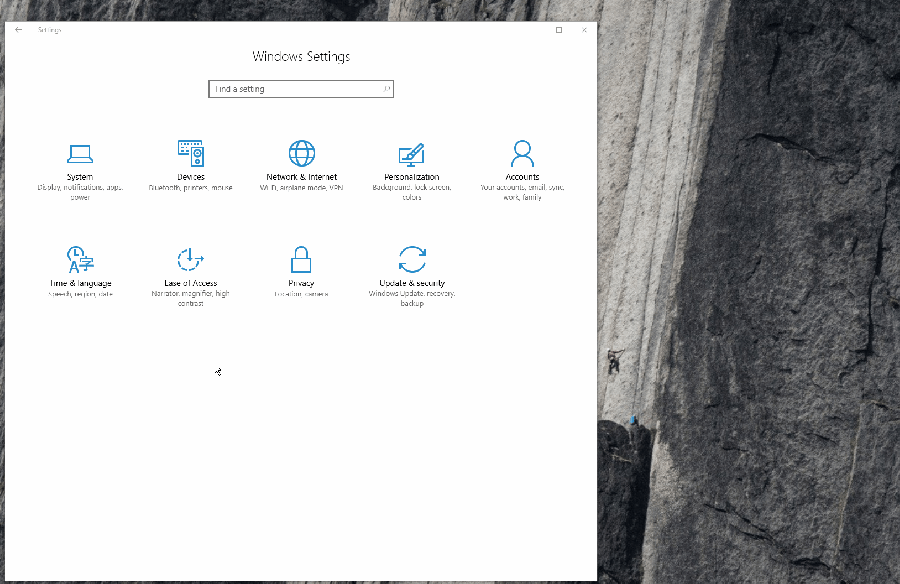 Settings
Windows Settings
Find a setting
System
Display, notifications, apps,
power
Devices
Bluetooth, printers, mouse
Network & Internet
Wi-Fi, airplane mode, VPN
Personalization
Background, lock screen,
colors
Accounts
Your accounts, email, sync,
work, family
Time & language
Speech, region, date
Ease of Access
Narrator, magnifier, high
contrast
Privacy
Location, camera
Update & security
Windows Update, recovery,
backup